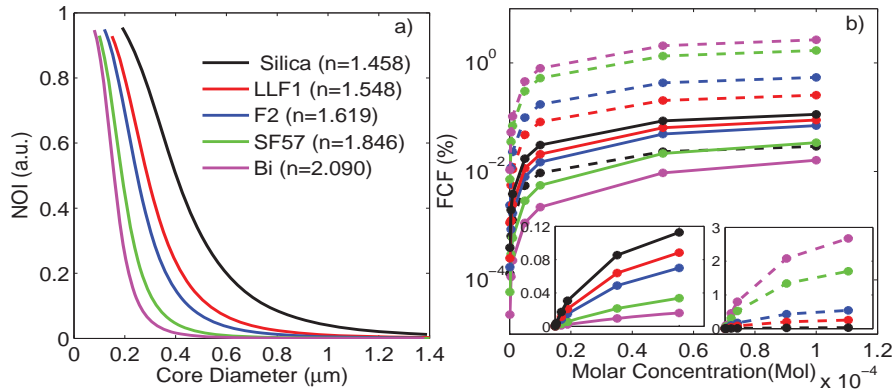 a)
NOI (a.u.)
1
0.8
0.6
0.4
0.2
0
Silica (n=1.458)
LLF1 (n=1.548)
F2 (n=1.619)
SF57 (n=1.846)
Bi (n=2.090)
0 0.2 0.4 0.6 0.8 1.0 1.2 1.4
Core Diameter (μm)
b)
FCF (%)
10^0
10^-2
10^-4
0.12
0.08
0.04
0
3
2
1
0
0 0.2 0.4 0.6 0.8 1.0 1.2
Molar Concentration(Mol)
x 10^-4